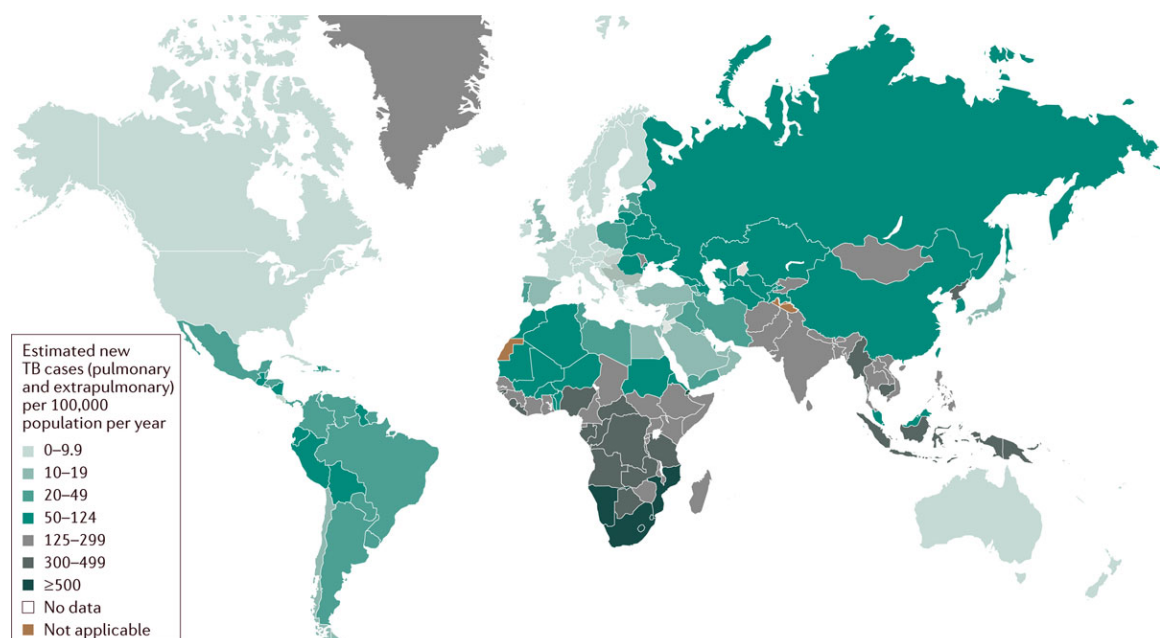 Estimated new
TB cases (pulmonary
and extrapulmonary)
per 100,000
population per year
0–9.9
10–19
20–49
50–124
125–299
300–499
≥500
No data
Not applicable